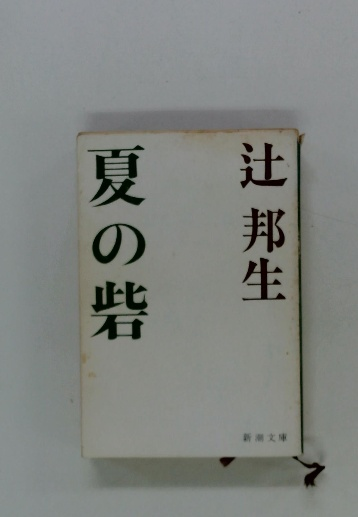 辻 邦生
夏の砦
新潮文庫